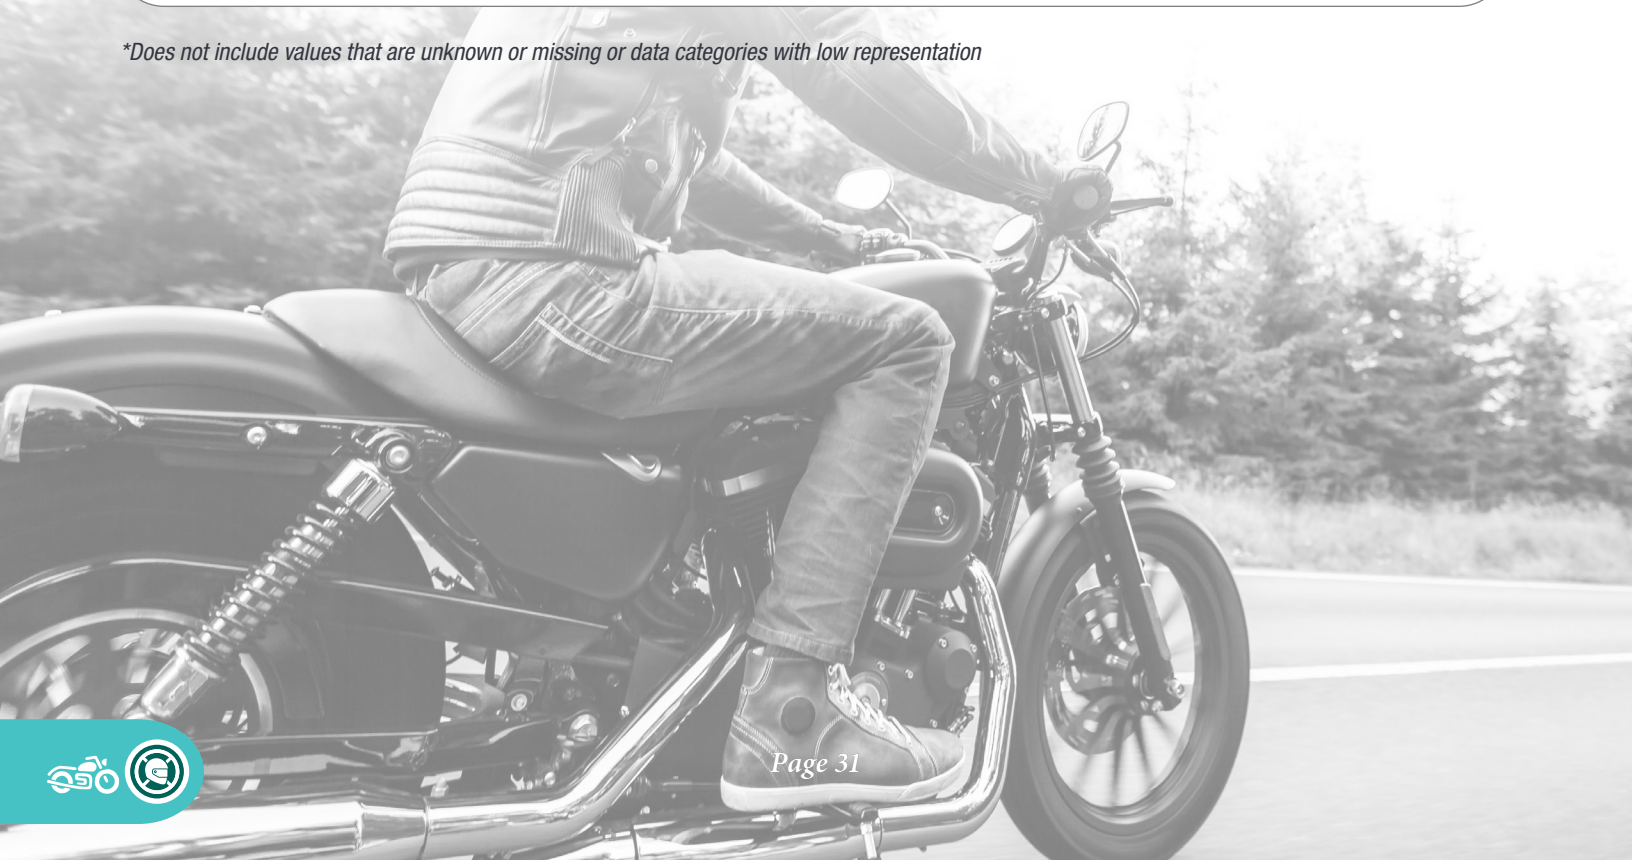 *Does not include values that are unknown or missing or data categories with low representation
Page 31